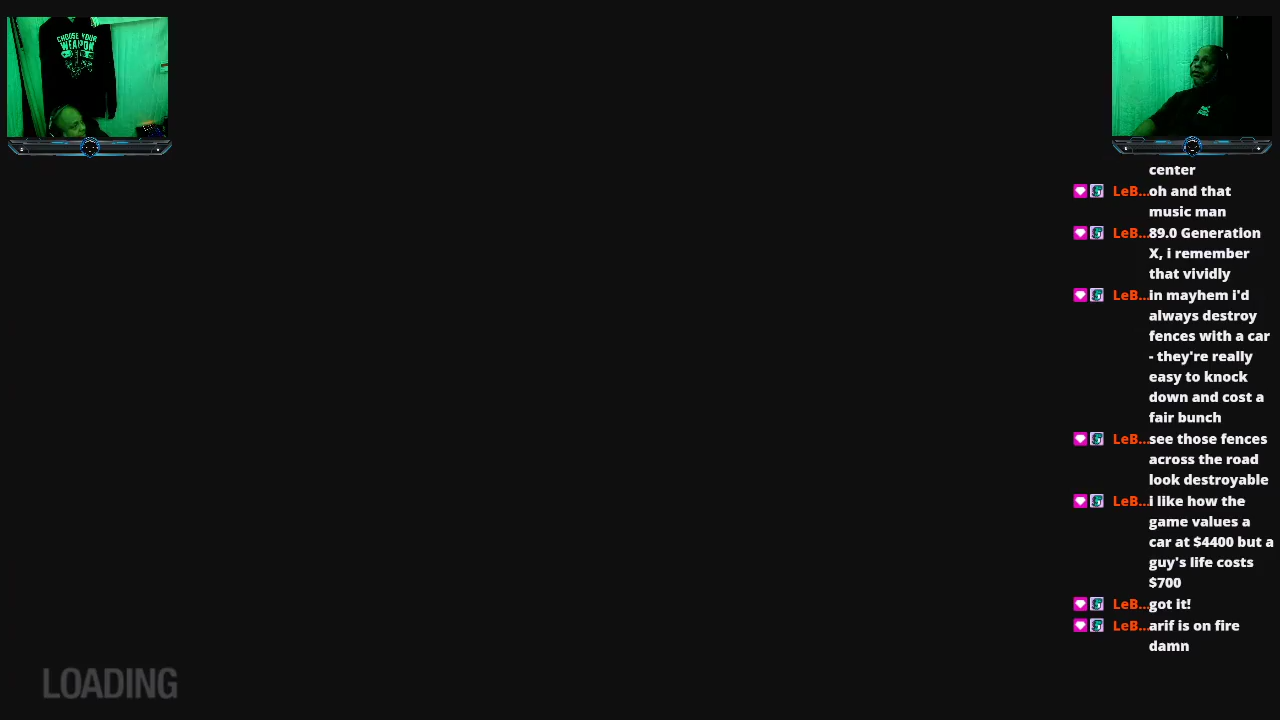 CHOOSE YOUR
WEAPON
center
LeB...oh and that
music man
LeB...89.0 Generation
X, i remember
that vividly
LeB...in mayhem i'd
always destroy
fences with a car
- they're really
easy to knock
down and cost a
fair bunch
LeB...see those fences
across the road
look destroyable
LeB...i like how the
game values a
car at $4400 but a
guy's life costs
$700
LeB...got it!
LeB...arif is on fire
damn
LOADING